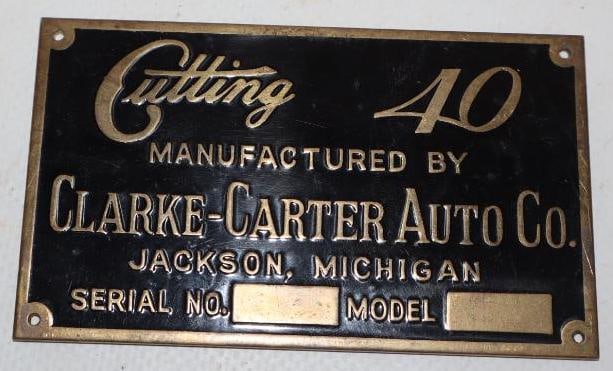 Cutting 40
MANUFACTURED BY
CLARKE-CARTER AUTO CO.
JACKSON, MICHIGAN
SERIAL NO. MODEL